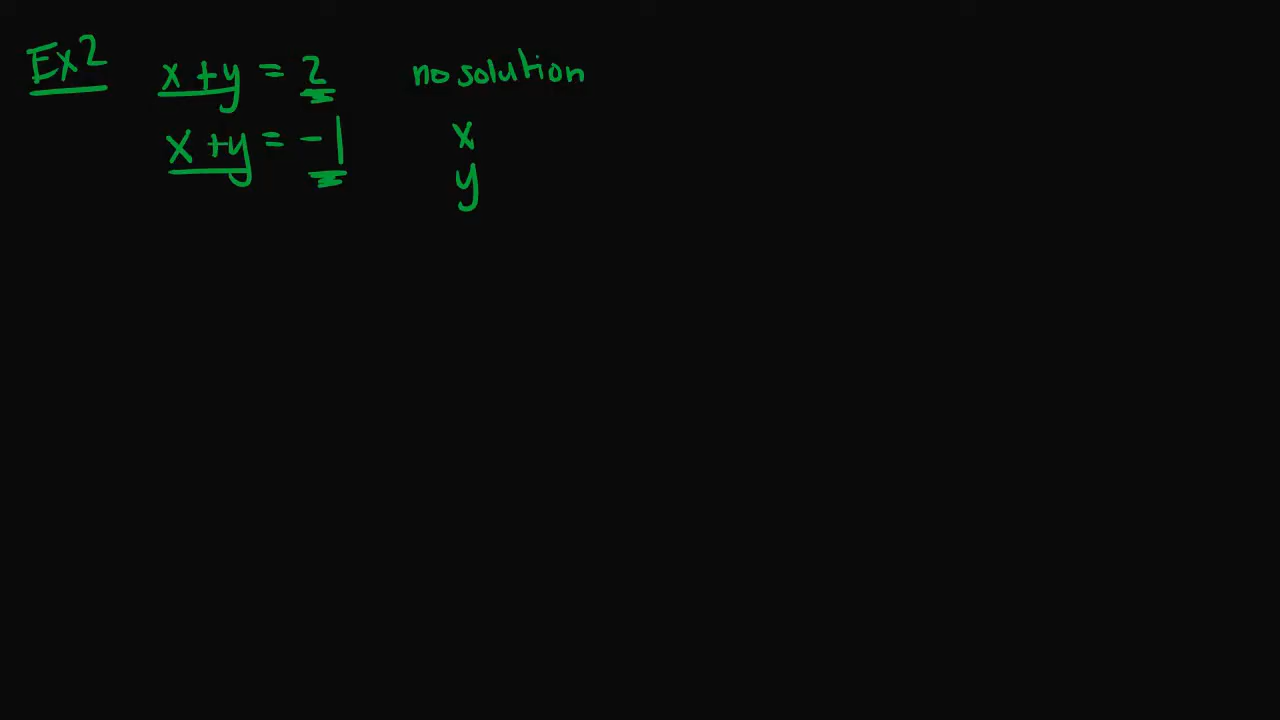 Ex2 x+y = 2 no solution
x+y = -1 x
y